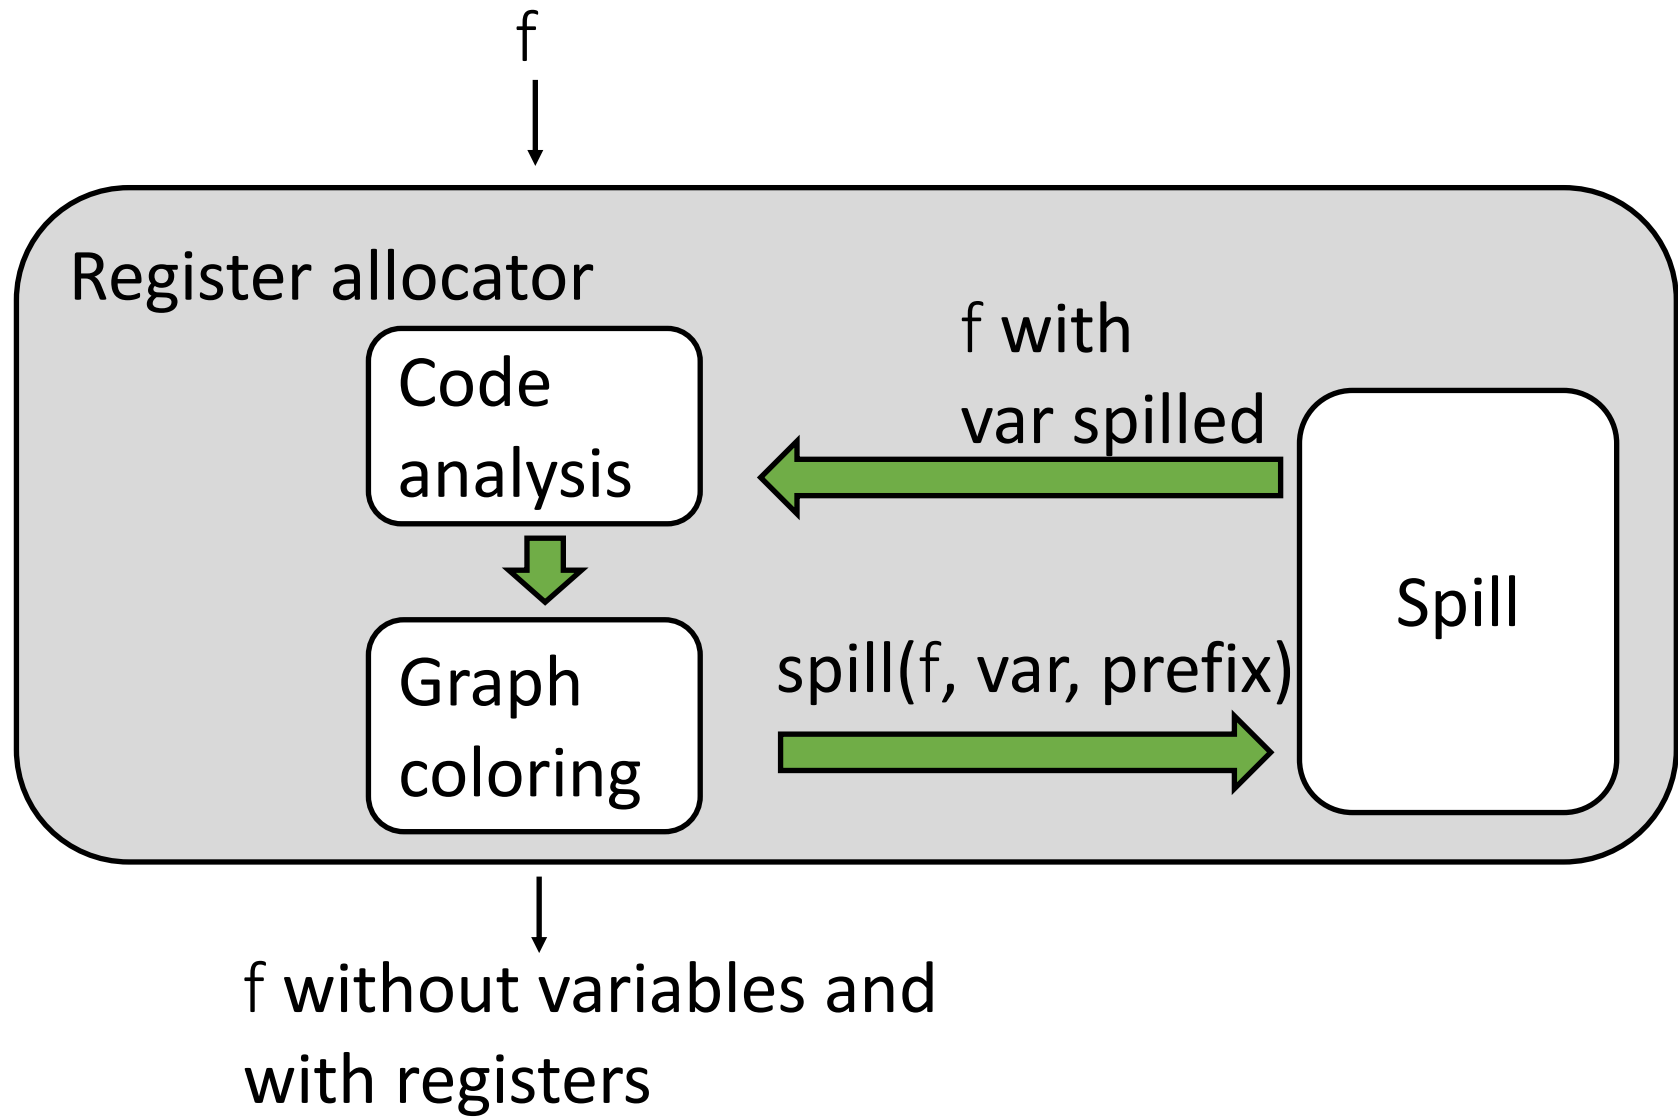 f
Register allocator
Code
analysis
f with
var spilled
Spill
Graph
coloring
spill(f, var, prefix)
f without variables and
with registers